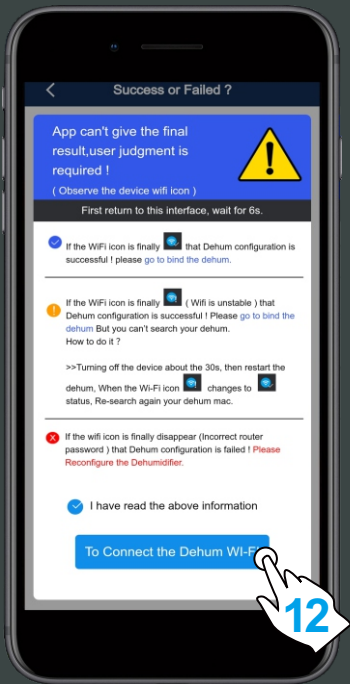 Success or Failed ?
App can't give the final
result,user judgment is
required !
( Observe the device wifi icon )
First return to this interface, wait for 6s.
If the WiFi icon is finally that Dehum configuration is
successful ! please go to bind the dehum.
If the WiFi icon is finally ( Wifi is unstable ) that
Dehum configuration is successful ! Please go to bind the
dehum But you can't search your dehum.
How to do it ?
>>Turning off the device about the 30s, then restart the
dehum, When the Wi-Fi icon changes to
status, Re-search again your dehum mac.
If the wifi icon is finally disappear (Incorrect router
password ) that Dehum configuration is failed ! Please
Reconfigure the Dehumidifier.
I have read the above information
To Connect the Dehum WI-F
12